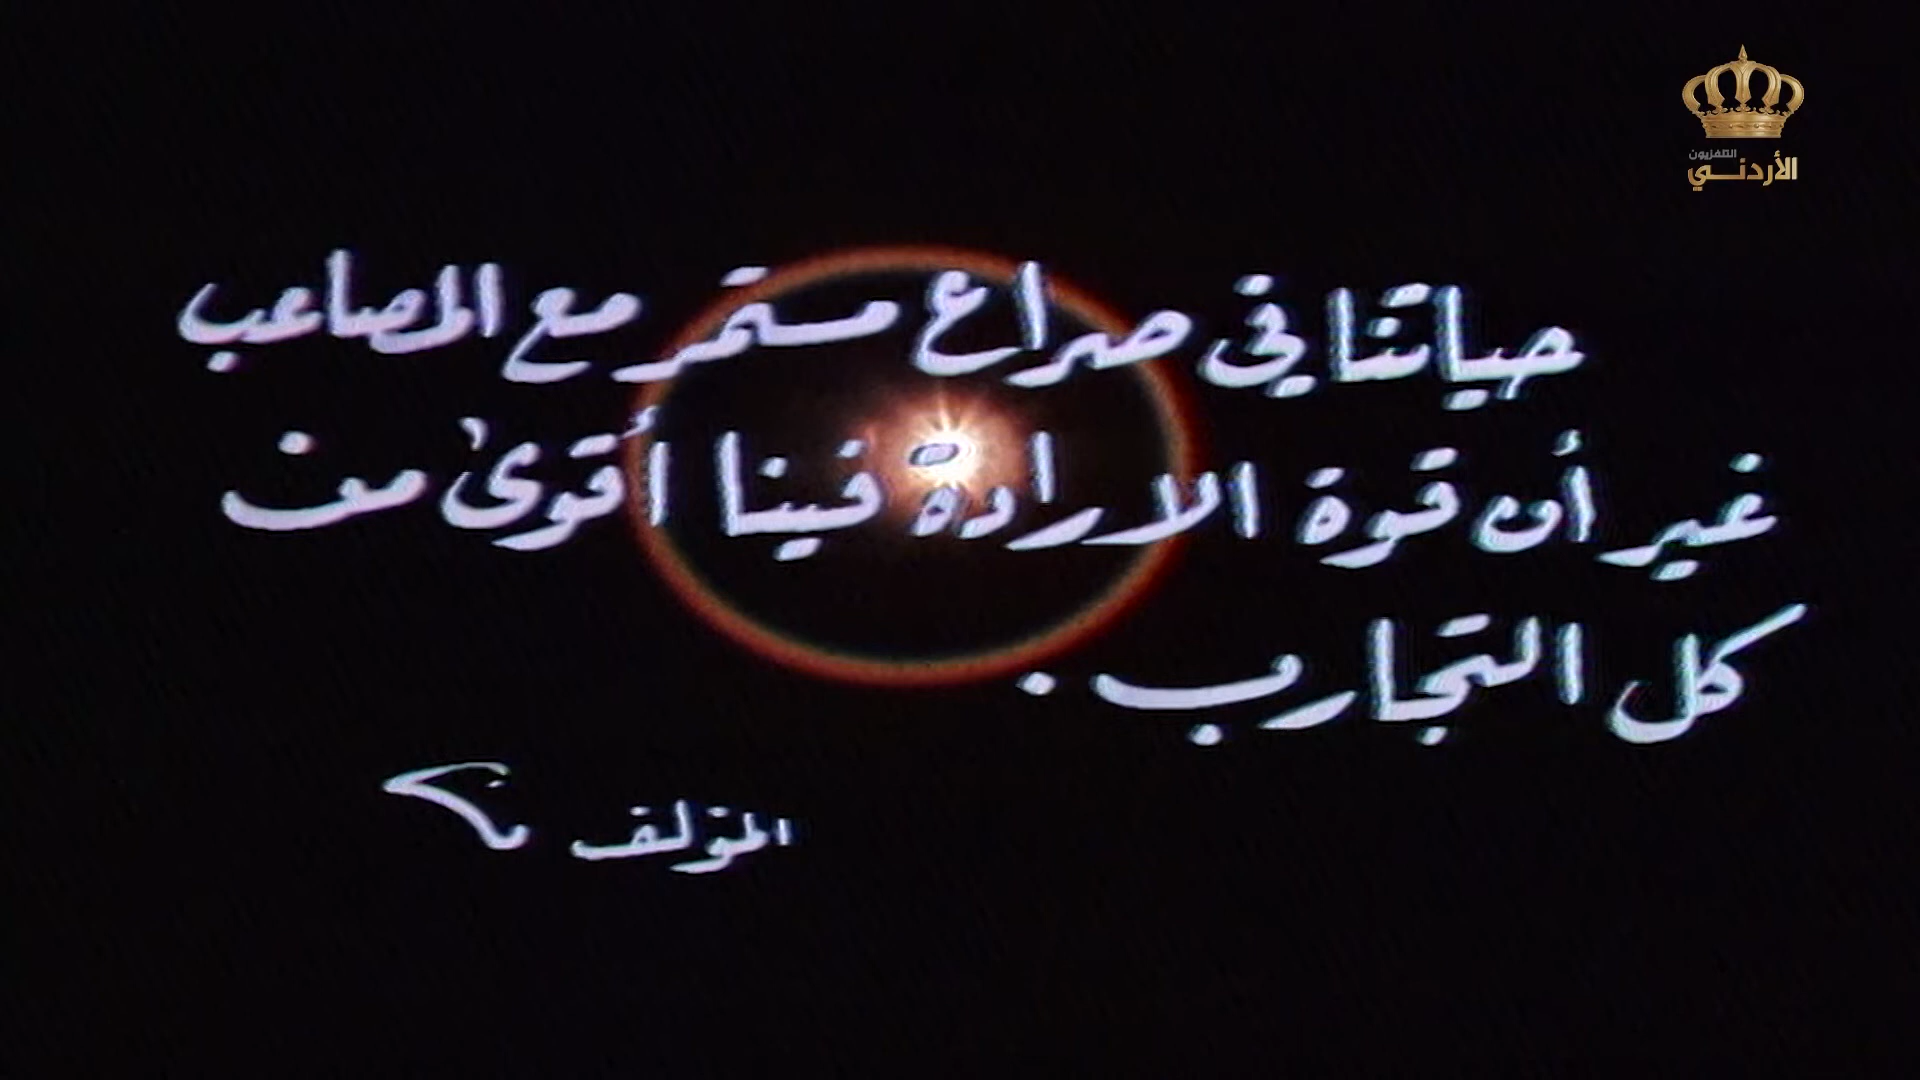 التلفزيون
الأردني
حياتنا في صراع مستمر مع المصاعب
غير أن قوة الارادة فينا أقوى من
كل التجارب .
المؤلف